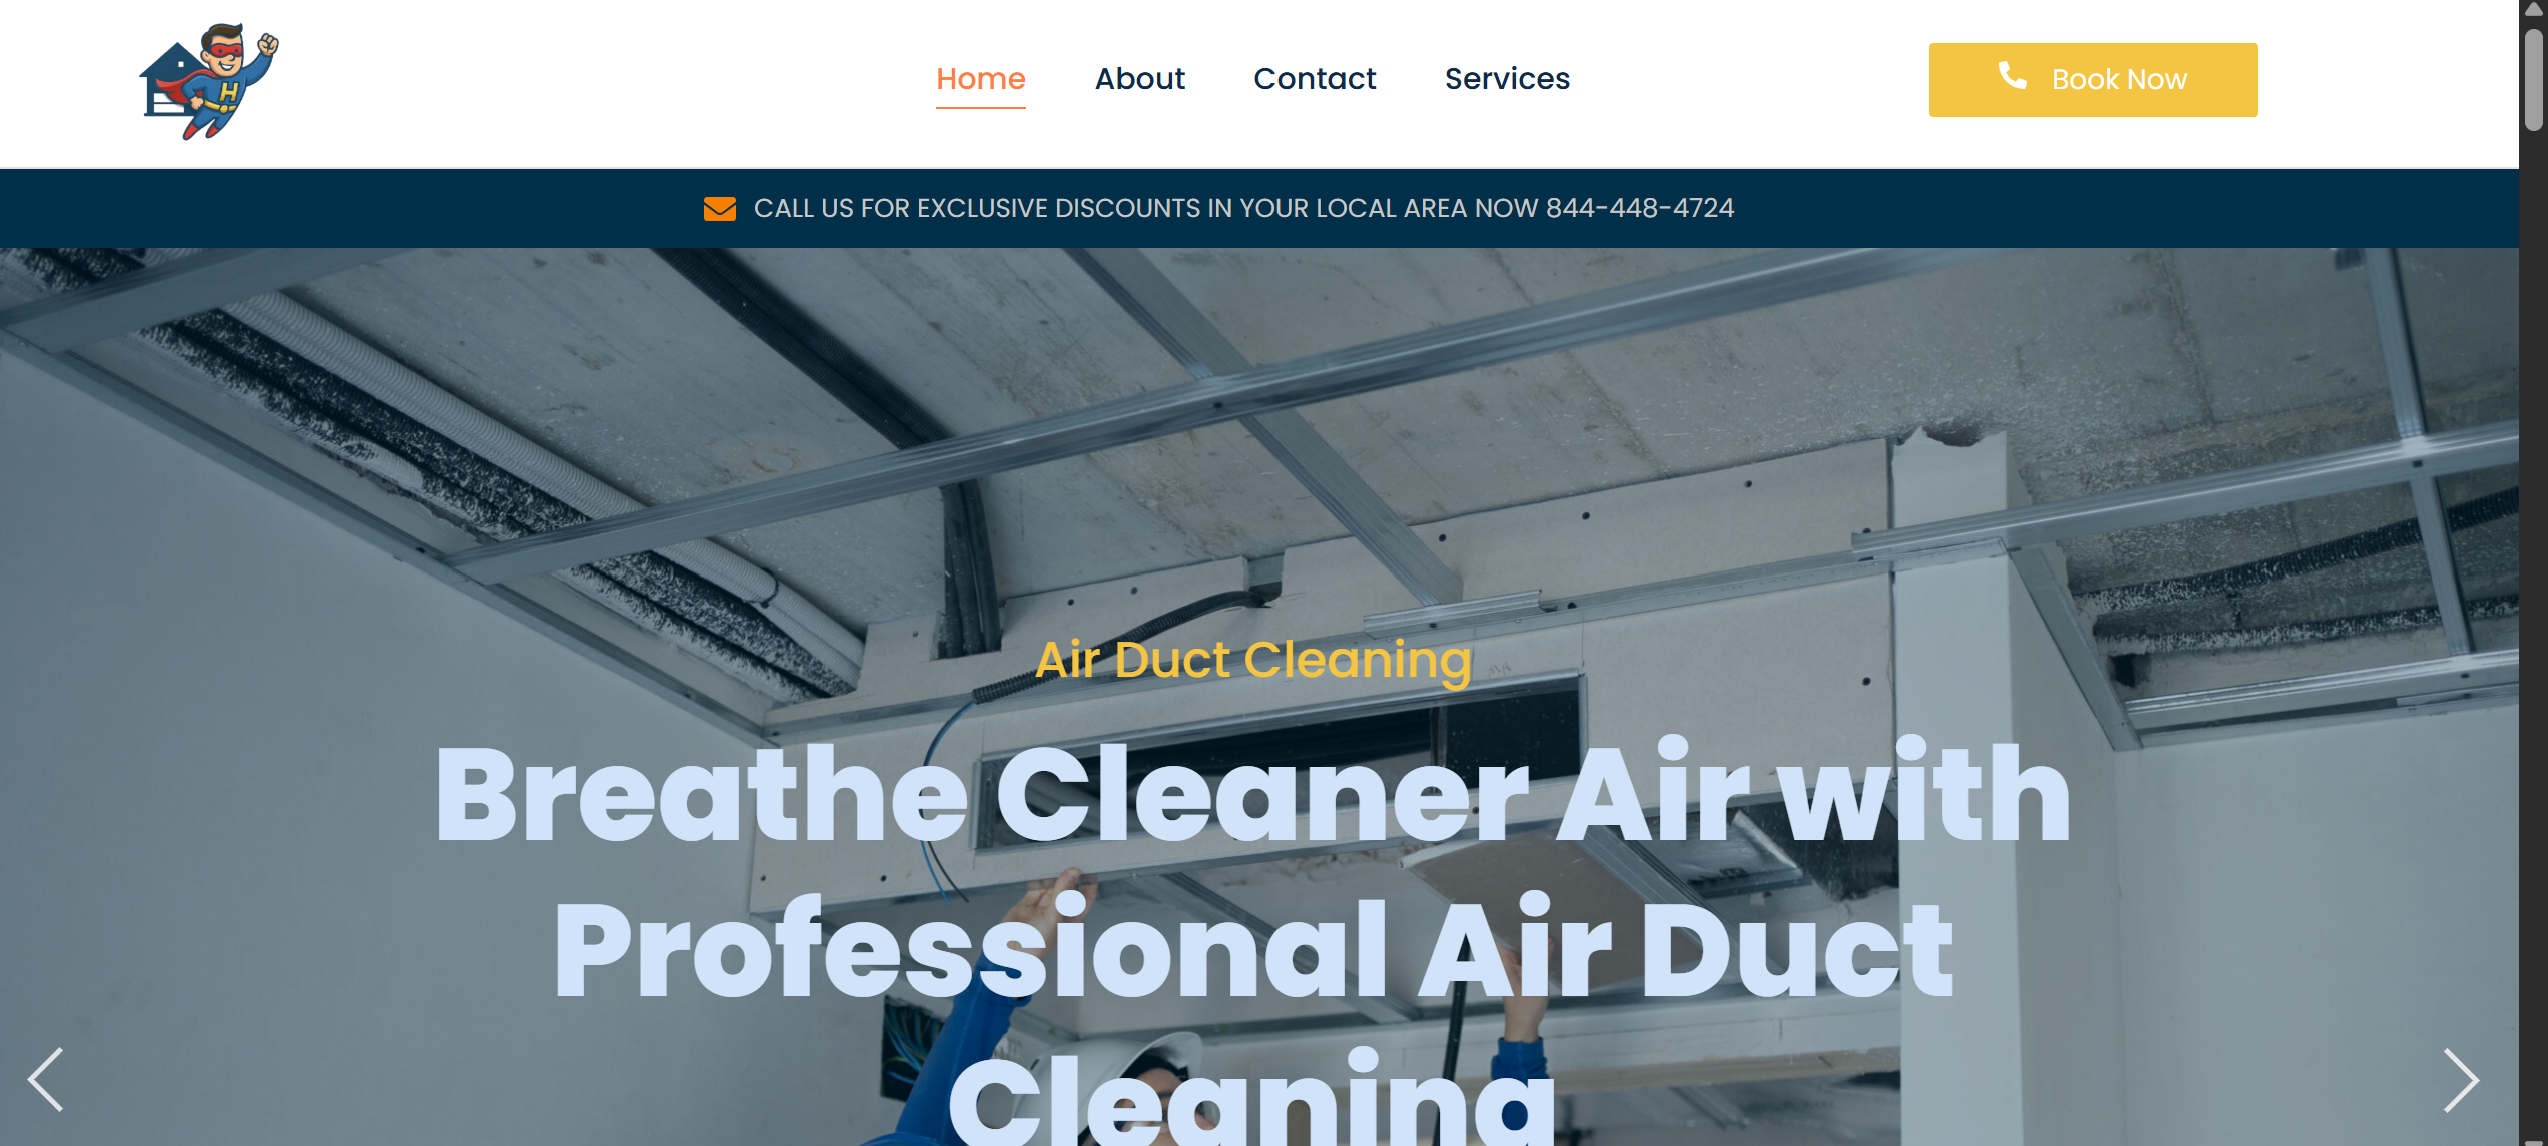 H
Home
About
Contact
Services
Book Now
CALL US FOR EXCLUSIVE DISCOUNTS IN YOUR LOCAL AREA NOW 844-448-4724
Air Duct Cleaning
Breathe Cleaner Air with
Professional Air Duct
Cleaning